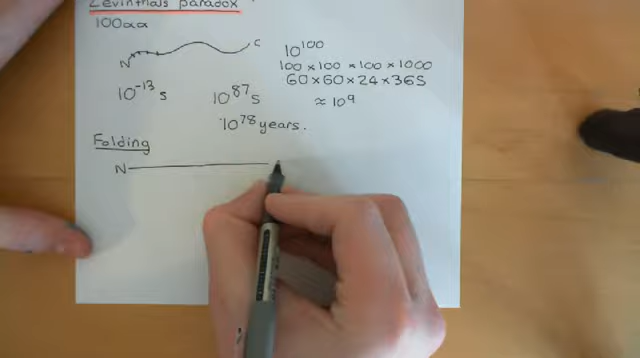 Levinthals paradox
100aa
N C
10^100
100 × 100 × 100 × 1000
60 × 60 × 24 × 365
10^-13 s
10^87 s
≈ 10^9
10^78 years.
Folding
N